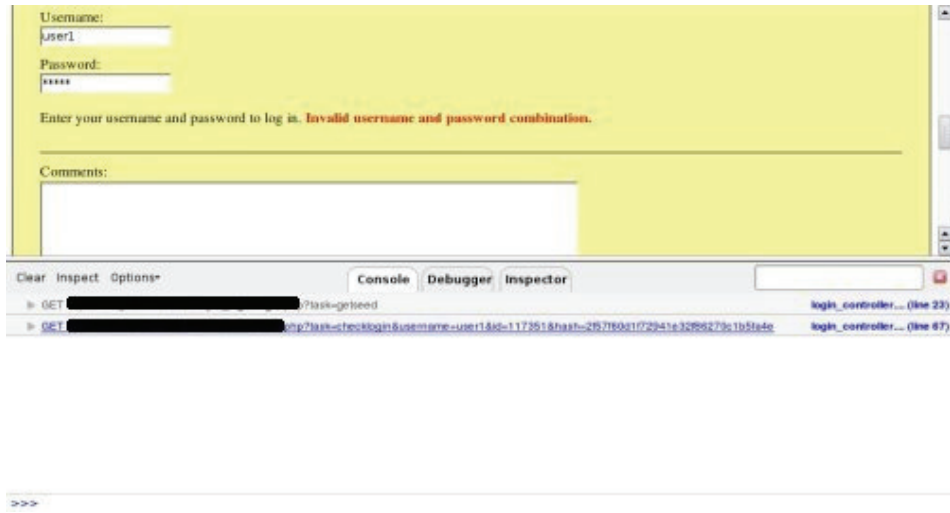 Username:
user1
Password:
*****
Enter your username and password to log in. Invalid username and password combination.
Comments:
Clear Inspect Options
Console Debugger Inspector
GET ?task=getseed login_controller... (line 23)
GET php?task=checklogin&username=user1&id=117351&hash= login_controller... (line 67)
>>>